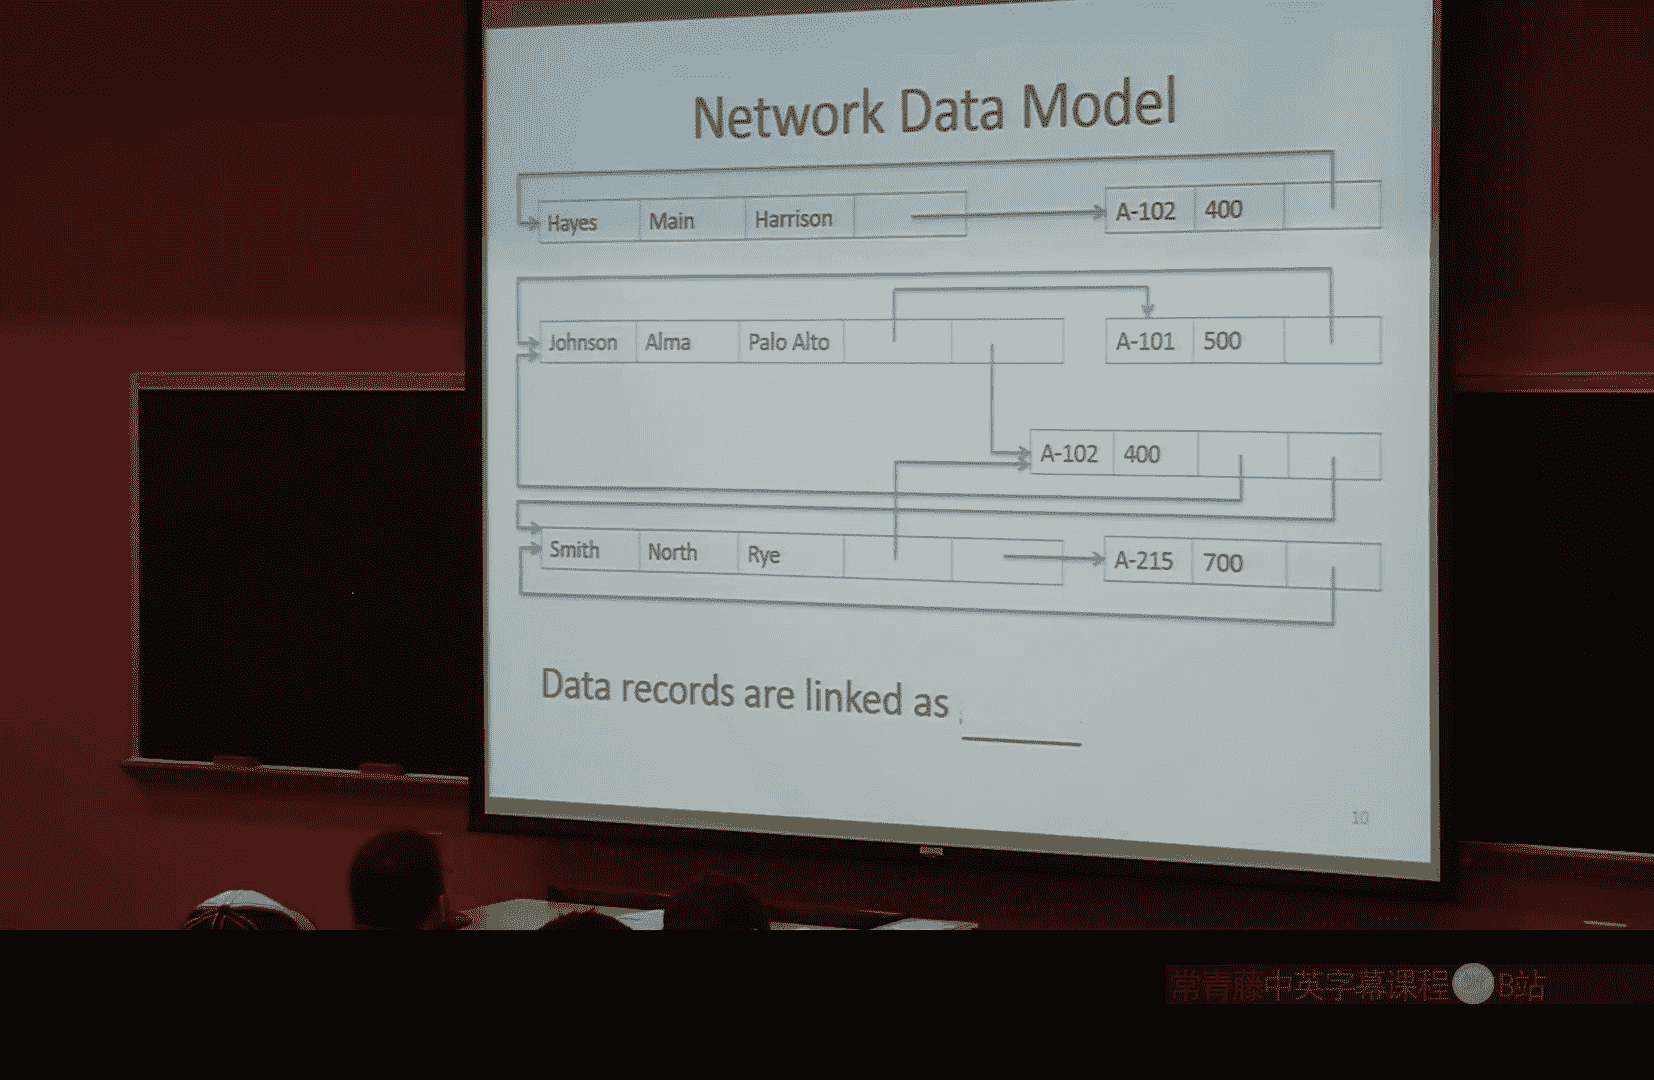 Network Data Model
Hayes Main Harrison A-102 400
Johnson Alma Palo Alto A-101 500
A-102 400
Smith North Rye A-215 700
Data records are linked as
10
常青藤中英字幕课程 B站